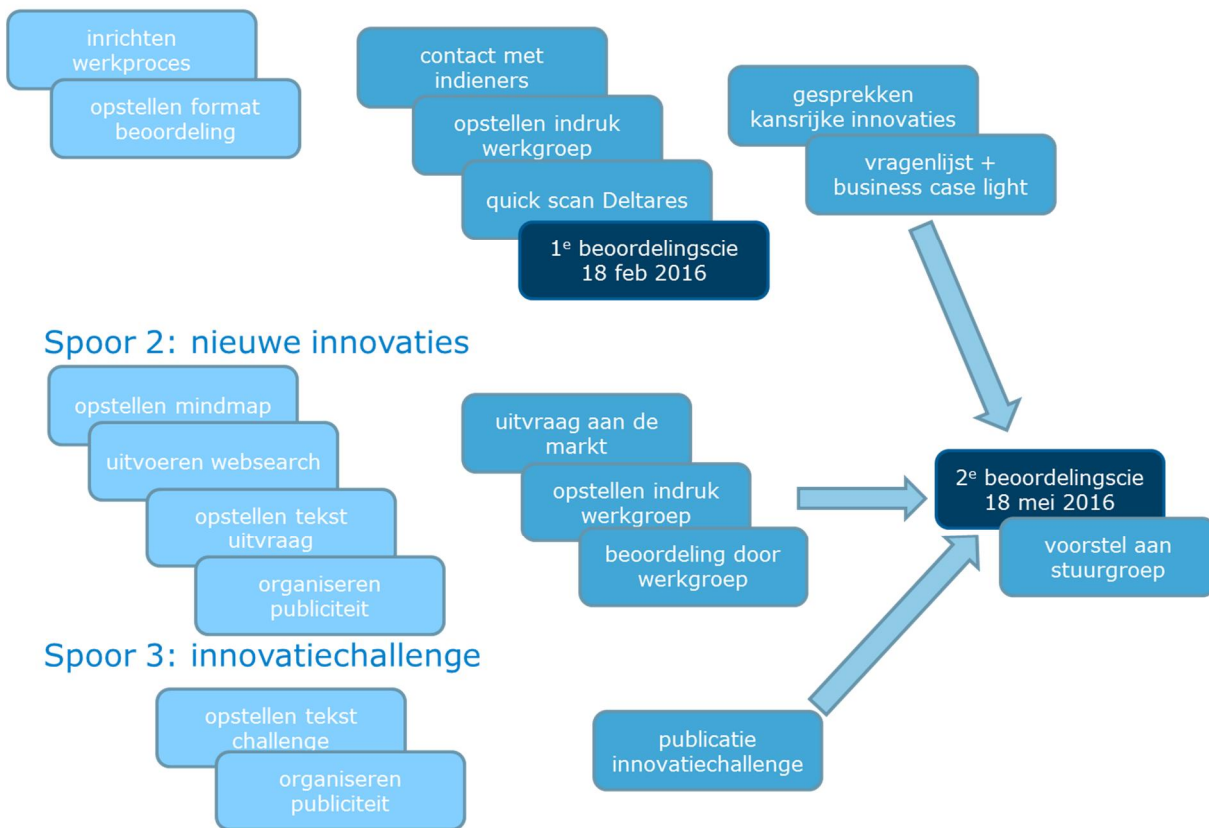 inrichten
werkproces
opstellen format
beoordeling
contact met
indieners
opstellen indruk
werkgroep
quick scan Deltares
1e beoordelingscie
18 feb 2016
gesprekken
kansrijke innovaties
vragenlijst +
business case light
Spoor 2: nieuwe innovaties
opstellen mindmap
uitvoeren websearch
opstellen tekst
uitvraag
organiseren
publiciteit
uitvraag aan de
markt
opstellen indruk
werkgroep
beoordeling door
werkgroep
2e beoordelingscie
18 mei 2016
voorstel aan
stuurgroep
Spoor 3: innovatiechallenge
opstellen tekst
challenge
organiseren
publiciteit
publicatie
innovatiechallenge